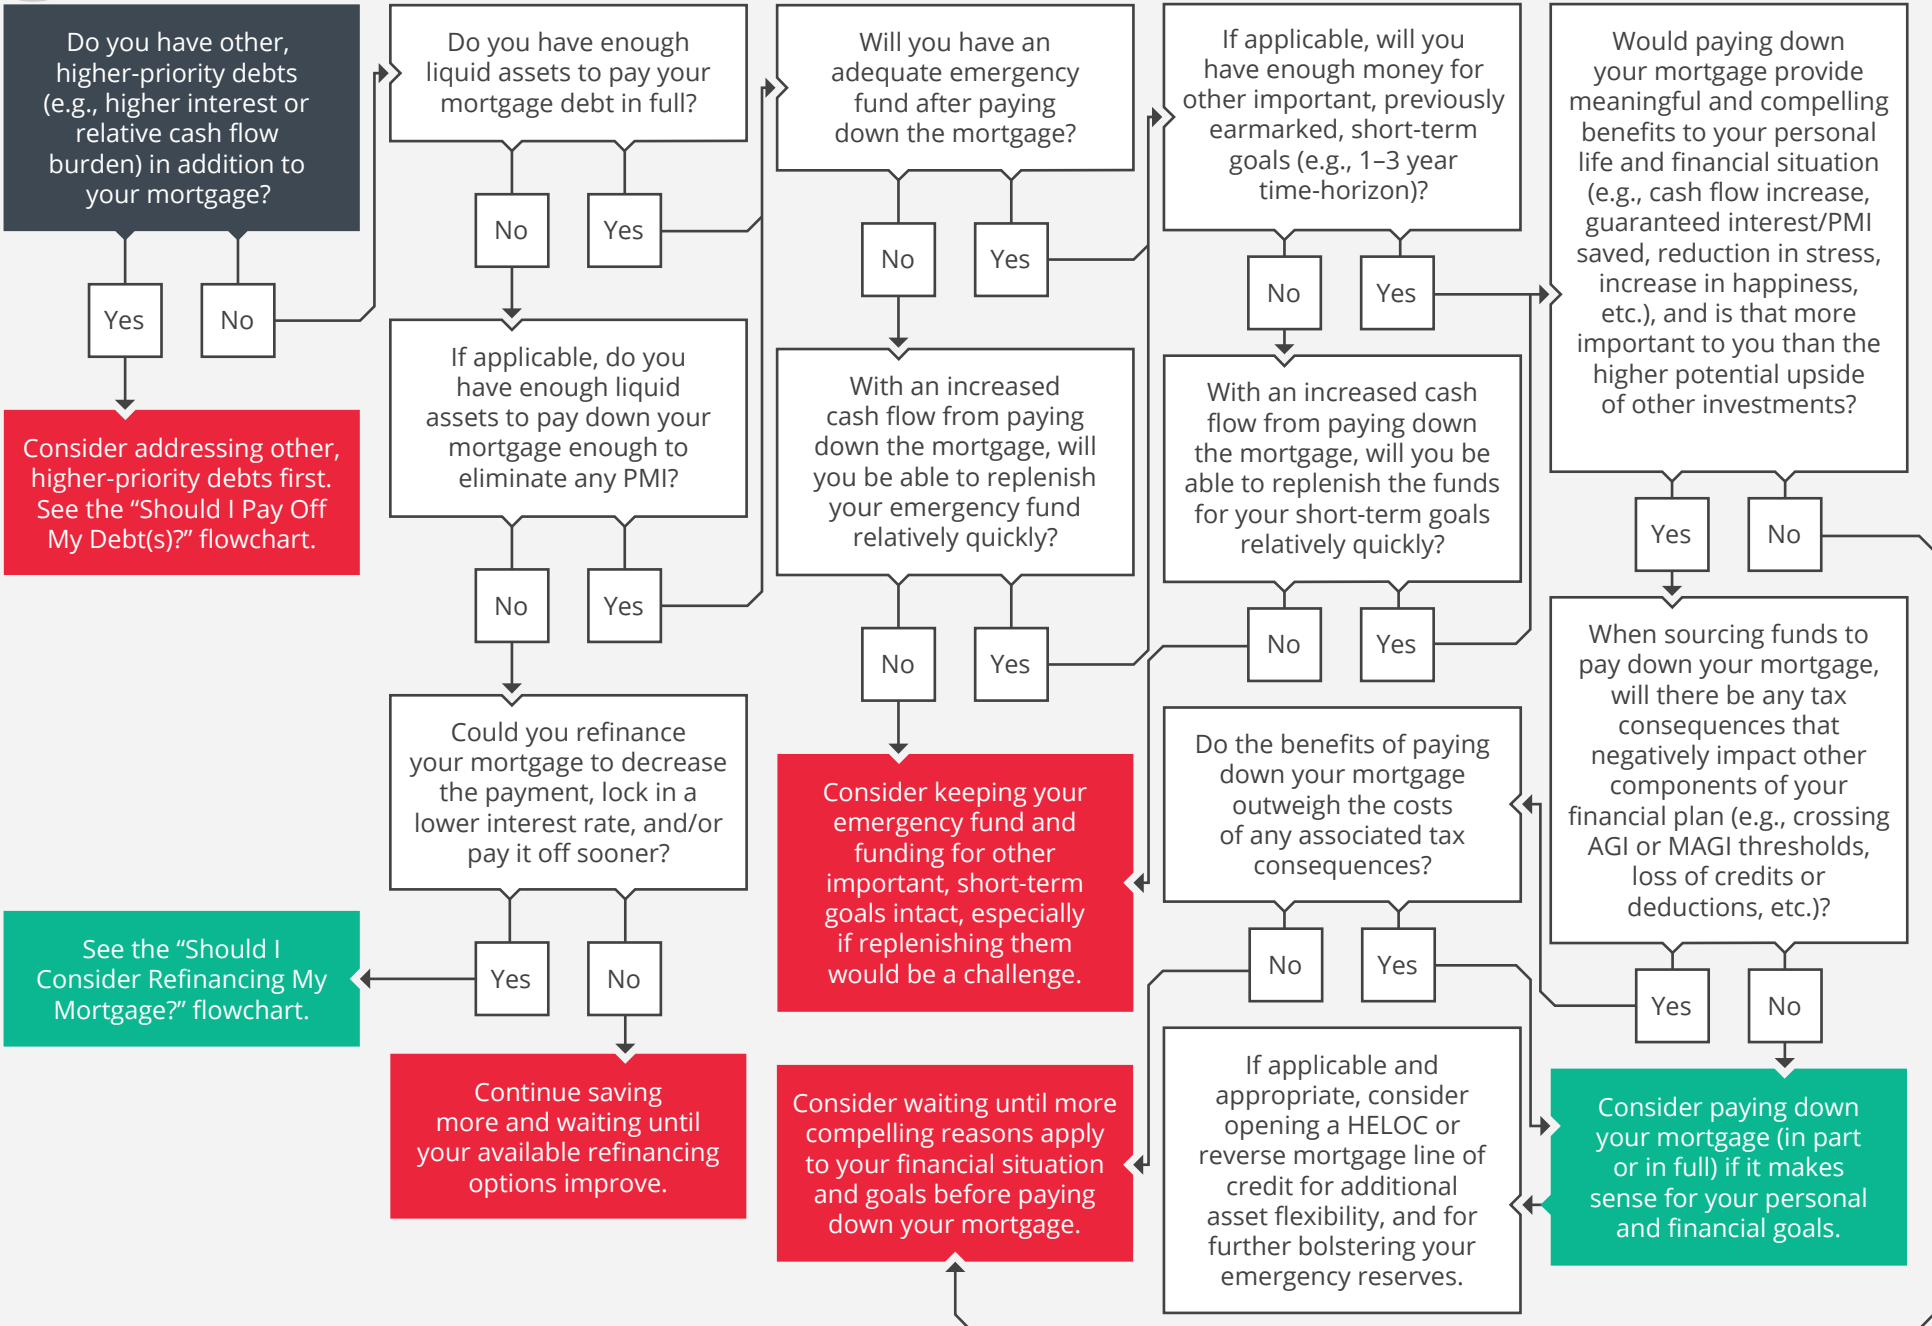 Do you have other,
higher-priority debts
(e.g., higher interest or
relative cash flow
burden) in addition to
your mortgage?
Yes
No
Consider addressing other,
higher-priority debts first.
See the “Should I Pay Off
My Debt(s)?” flowchart.
See the “Should I
Consider Refinancing My
Mortgage?” flowchart.
Do you have enough
liquid assets to pay your
mortgage debt in full?
No
Yes
If applicable, do you
have enough liquid
assets to pay down your
mortgage enough to
eliminate any PMI?
No
Yes
Could you refinance
your mortgage to decrease
the payment, lock in a
lower interest rate, and/or
pay it off sooner?
Yes
No
Continue saving
more and waiting until
your available refinancing
options improve.
Will you have an
adequate emergency
fund after paying
down the mortgage?
No
Yes
With an increased
cash flow from paying
down the mortgage, will
you be able to replenish
your emergency fund
relatively quickly?
No
Yes
Consider keeping your
emergency fund and
funding for other
important, short-term
goals intact, especially
if replenishing them
would be a challenge.
Consider waiting until more
compelling reasons apply
to your financial situation
and goals before paying
down your mortgage.
If applicable, will you
have enough money for
other important, previously
earmarked, short-term
goals (e.g., 1–3 year
time-horizon)?
No
Yes
With an increased cash
flow from paying down
the mortgage, will you be
able to replenish the funds
for your short-term goals
relatively quickly?
No
Yes
Do the benefits of paying
down your mortgage
outweigh the costs
of any associated tax
consequences?
No
Yes
If applicable and
appropriate, consider
opening a HELOC or
reverse mortgage line of
credit for additional
asset flexibility, and for
further bolstering your
emergency reserves.
Would paying down
your mortgage provide
meaningful and compelling
benefits to your personal
life and financial situation
(e.g., cash flow increase,
guaranteed interest/PMI
saved, reduction in stress,
increase in happiness,
etc.), and is that more
important to you than the
higher potential upside
of other investments?
Yes
No
When sourcing funds to
pay down your mortgage,
will there be any tax
consequences that
negatively impact other
components of your
financial plan (e.g., crossing
AGI or MAGI thresholds,
loss of credits or
deductions, etc.)?
Yes
No
Consider paying down
your mortgage (in part
or in full) if it makes
sense for your personal
and financial goals.